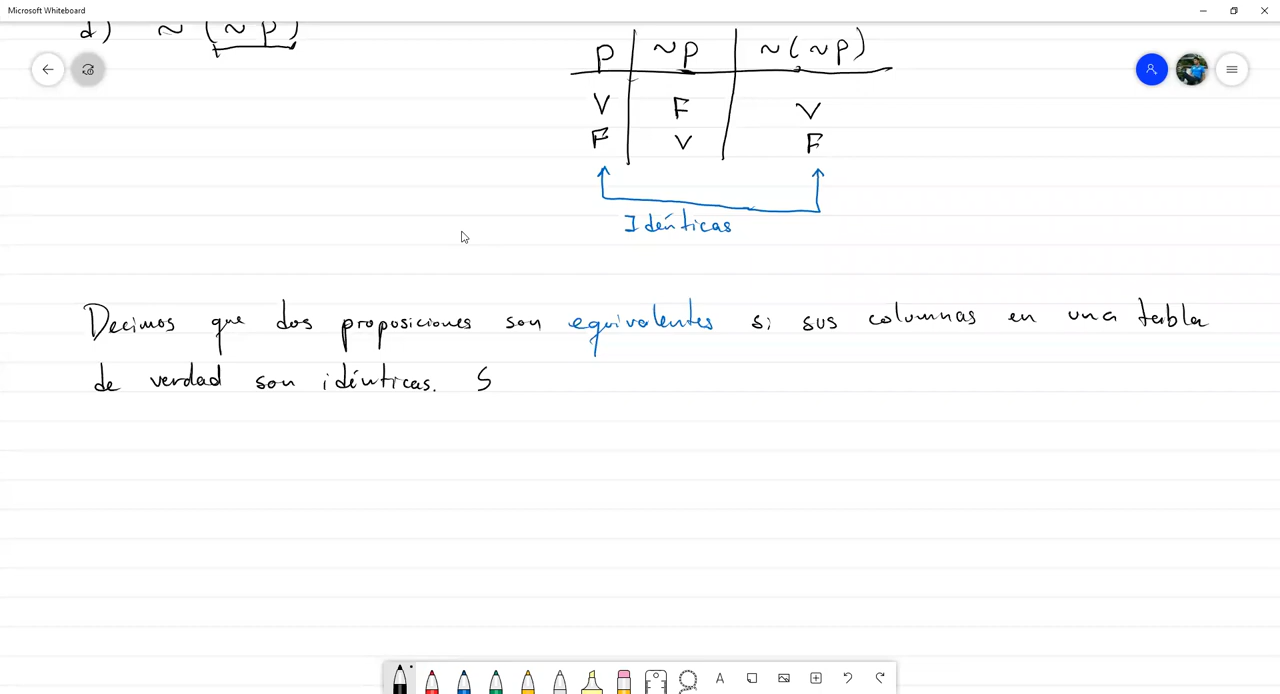 Microsoft Whiteboard
d) ~ (~ p)
p ~p ~(~p)
V F V
F V F
Idénticas
Decimos que dos proposiciones son equivalentes si sus columnas en una tabla
de verdad son idénticas. S
A